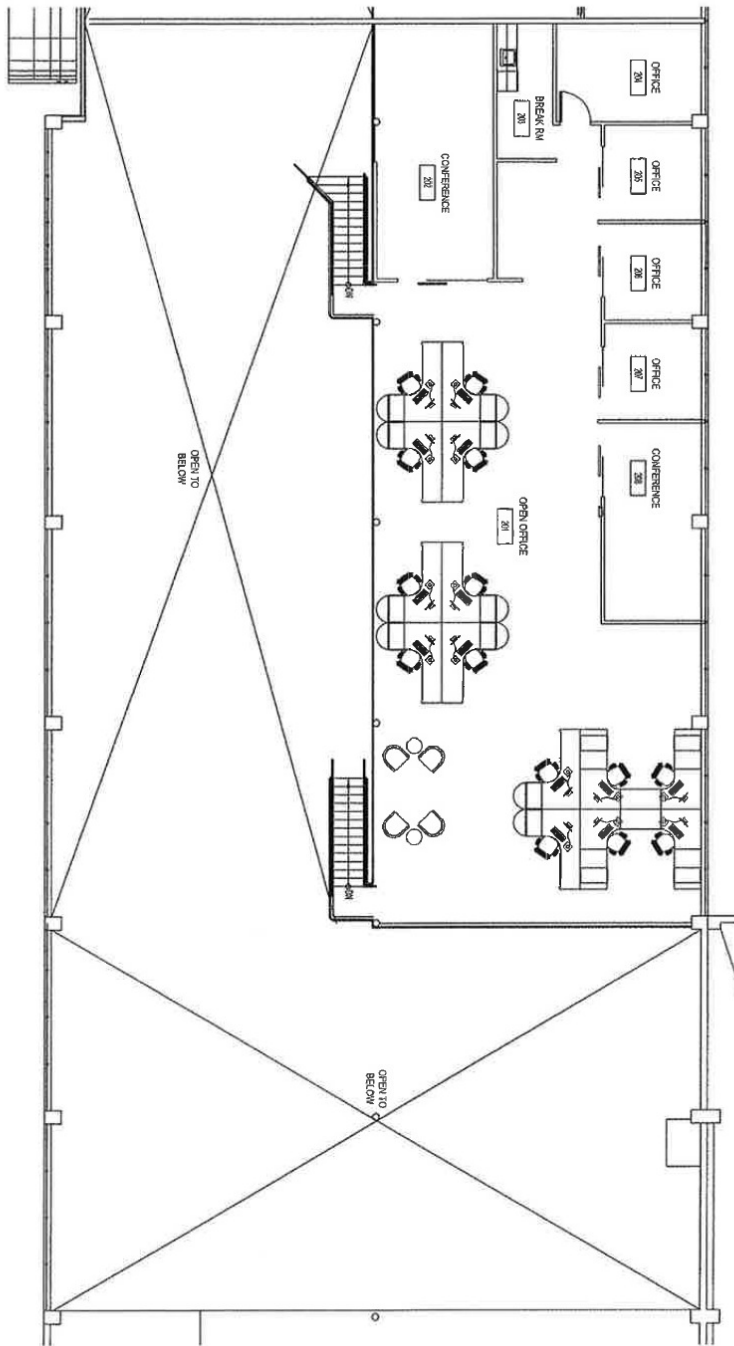 OFFICE
204
BREAK RM
203
OFFICE
205
CONFERENCE
202
OFFICE
206
DN
OFFICE
207
CONFERENCE
208
OPEN OFFICE
201
OPEN TO
BELOW
DN
OPEN TO
BELOW